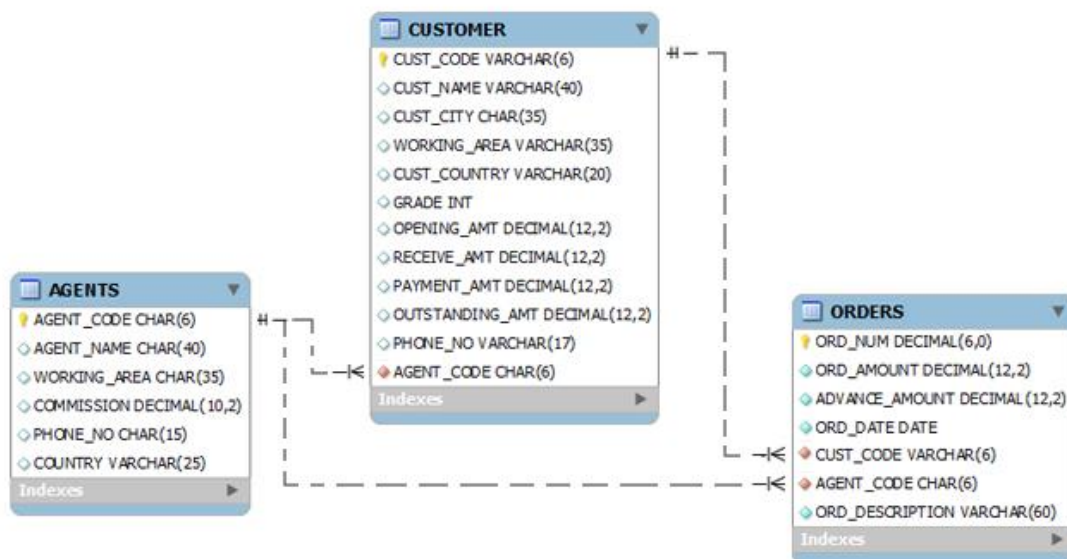 CUSTOMER
CUST_CODE VARCHAR(6)
CUST_NAME VARCHAR(40)
CUST_CITY CHAR(35)
WORKING_AREA VARCHAR(35)
CUST_COUNTRY VARCHAR(20)
GRADE INT
OPENING_AMT DECIMAL(12,2)
RECEIVE_AMT DECIMAL(12,2)
PAYMENT_AMT DECIMAL(12,2)
OUTSTANDING_AMT DECIMAL(12,2)
PHONE_NO VARCHAR(17)
AGENT_CODE CHAR(6)
Indexes
AGENTS
AGENT_CODE CHAR(6)
AGENT_NAME CHAR(40)
WORKING_AREA CHAR(35)
COMMISSION DECIMAL(10,2)
PHONE_NO CHAR(15)
COUNTRY VARCHAR(25)
Indexes
ORDERS
ORD_NUM DECIMAL(6,0)
ORD_AMOUNT DECIMAL(12,2)
ADVANCE_AMOUNT DECIMAL(12,2)
ORD_DATE DATE
CUST_CODE VARCHAR(6)
AGENT_CODE CHAR(6)
ORD_DESCRIPTION VARCHAR(60)
Indexes